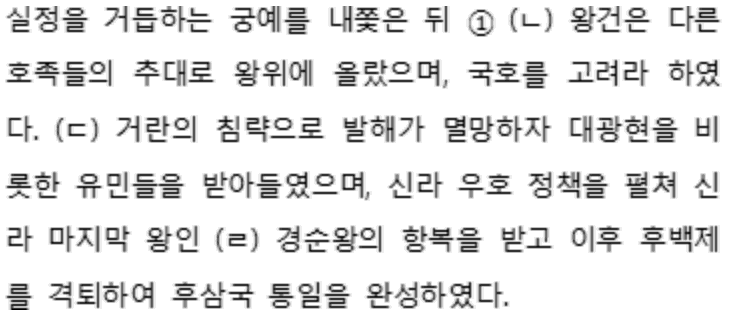 실정을 거듭하는 궁예를 내쫓은 뒤 ① (ㄴ) 왕건은 다른
호족들의 추대로 왕위에 올랐으며, 국호를 고려라 하였
다. (ㄷ) 거란의 침략으로 발해가 멸망하자 대광현을 비
롯한 유민들을 받아들였으며, 신라 우호 정책을 펼쳐 신
라 마지막 왕인 (ㄹ) 경순왕의 항복을 받고 이후 후백제
를 격퇴하여 후삼국 통일을 완성하였다.